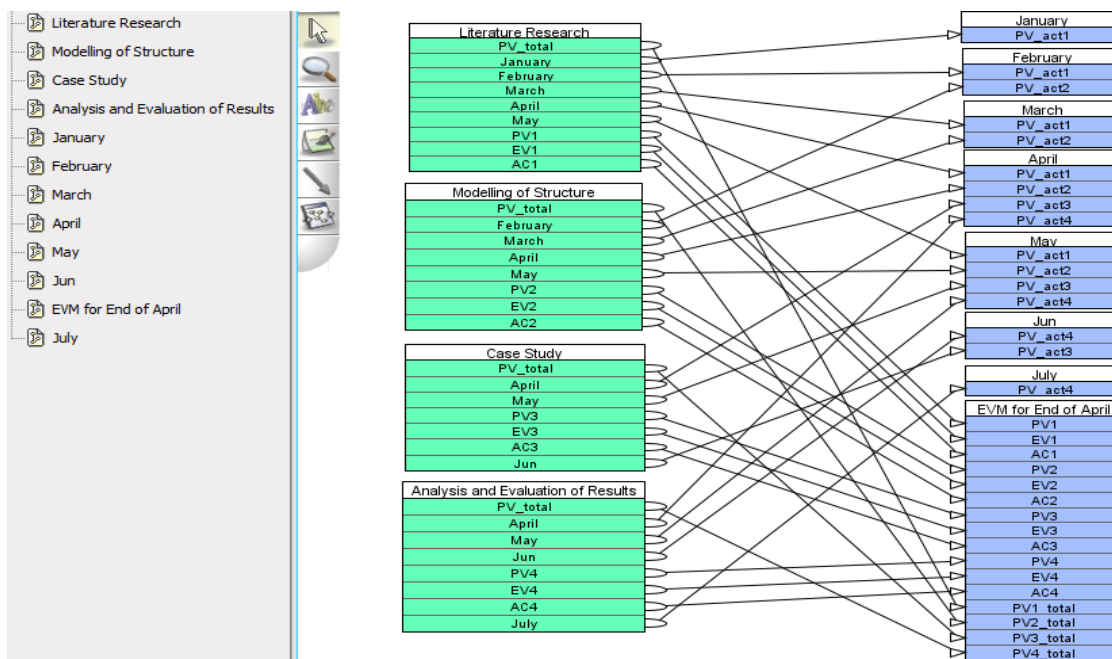 Literature Research
Modelling of Structure
Case Study
Analysis and Evaluation of Results
January
February
March
April
May
Jun
EVM for End of April
July
Abc
Literature Research
PV_total
January
February
March
April
May
PV1
EV1
AC1
Modelling of Structure
PV_total
February
March
April
May
PV2
EV2
AC2
Case Study
PV_total
April
May
PV3
EV3
AC3
Jun
Analysis and Evaluation of Results
PV_total
April
May
Jun
PV4
EV4
AC4
July
January
PV_act1
February
PV_act1
PV_act2
March
PV_act1
PV_act2
April
PV_act1
PV_act2
PV_act3
PV_act4
May
PV_act1
PV_act2
PV_act3
PV_act4
Jun
PV_act4
PV_act3
July
PV_act4
EVM for End of April
PV1
EV1
AC1
PV2
EV2
AC2
PV3
EV3
AC3
PV4
EV4
AC4
PV1_total
PV2_total
PV3_total
PV4_total